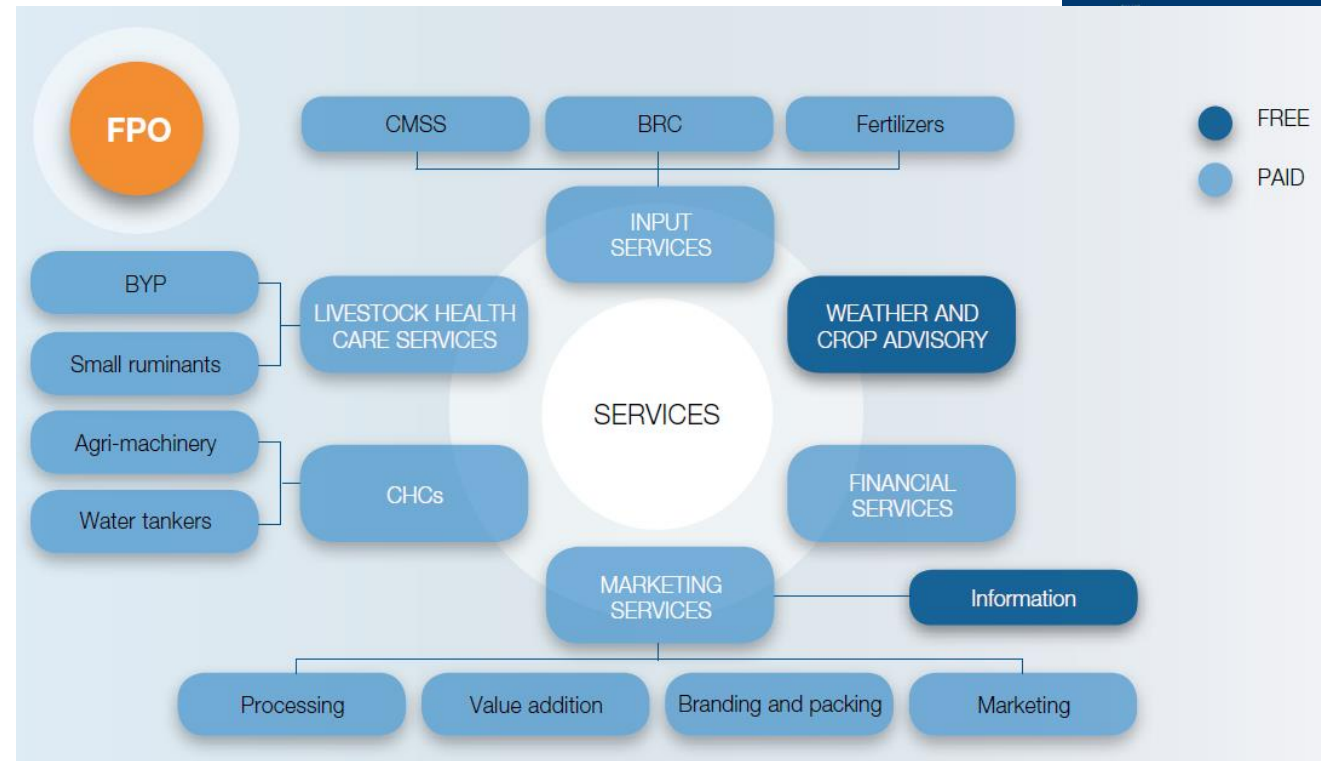 FPO
CMSS
BRC
Fertilizers
FREE
PAID
INPUT
SERVICES
BYP
Small ruminants
LIVESTOCK HEALTH
CARE SERVICES
WEATHER AND
CROP ADVISORY
SERVICES
Agri-machinery
Water tankers
CHCs
FINANCIAL
SERVICES
MARKETING
SERVICES
Information
Processing
Value addition
Branding and packing
Marketing